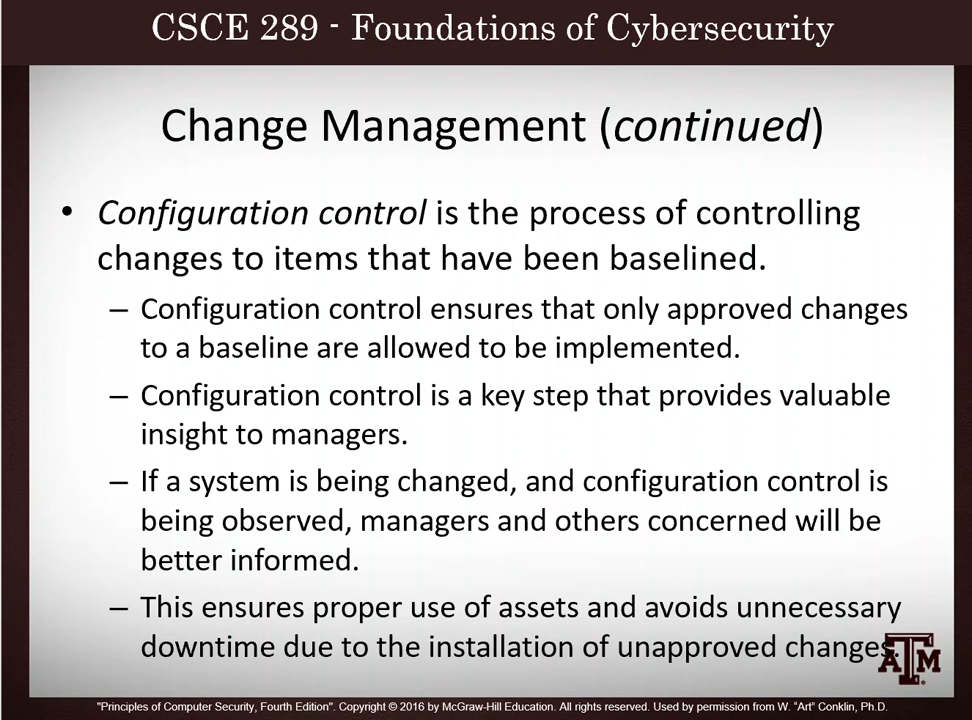 CSCE 289 - Foundations of Cybersecurity
Change Management (continued)
• Configuration control is the process of controlling
changes to items that have been baselined.
– Configuration control ensures that only approved changes
to a baseline are allowed to be implemented.
– Configuration control is a key step that provides valuable
insight to managers.
– If a system is being changed, and configuration control is
being observed, managers and others concerned will be
better informed.
– This ensures proper use of assets and avoids unnecessary
downtime due to the installation of unapproved changes.
ATM
"Principles of Computer Security, Fourth Edition". Copyright © 2016 by McGraw-Hill Education. All rights reserved. Used by permission from W. "Art" Conklin, Ph.D.